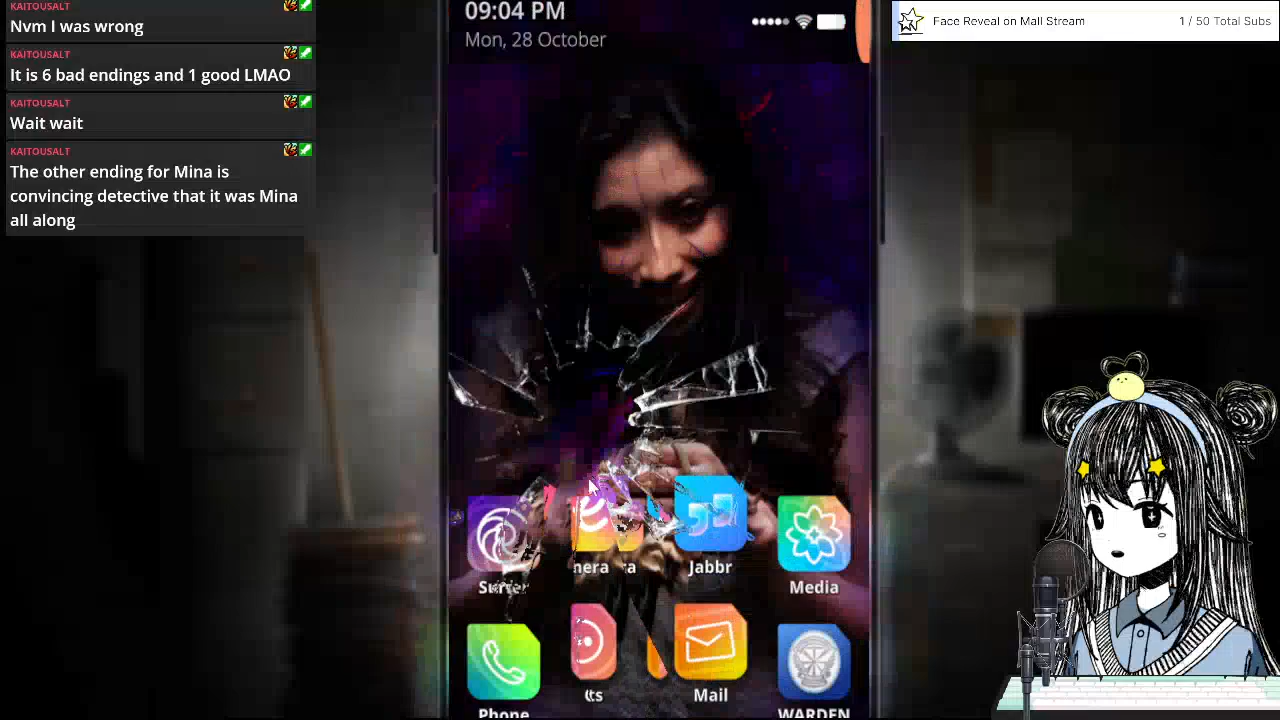 KAITOUSALT
Nvm I was wrong
KAITOUSALT
It is 6 bad endings and 1 good LMAO
KAITOUSALT
Wait wait
KAITOUSALT
The other ending for Mina is
convincing detective that it was Mina
all along
09:04 PM
Mon, 28 October
Face Reveal on Mall Stream
1 / 50 Total Subs
Jabbr
Media
Mail
Phone
WARDEN